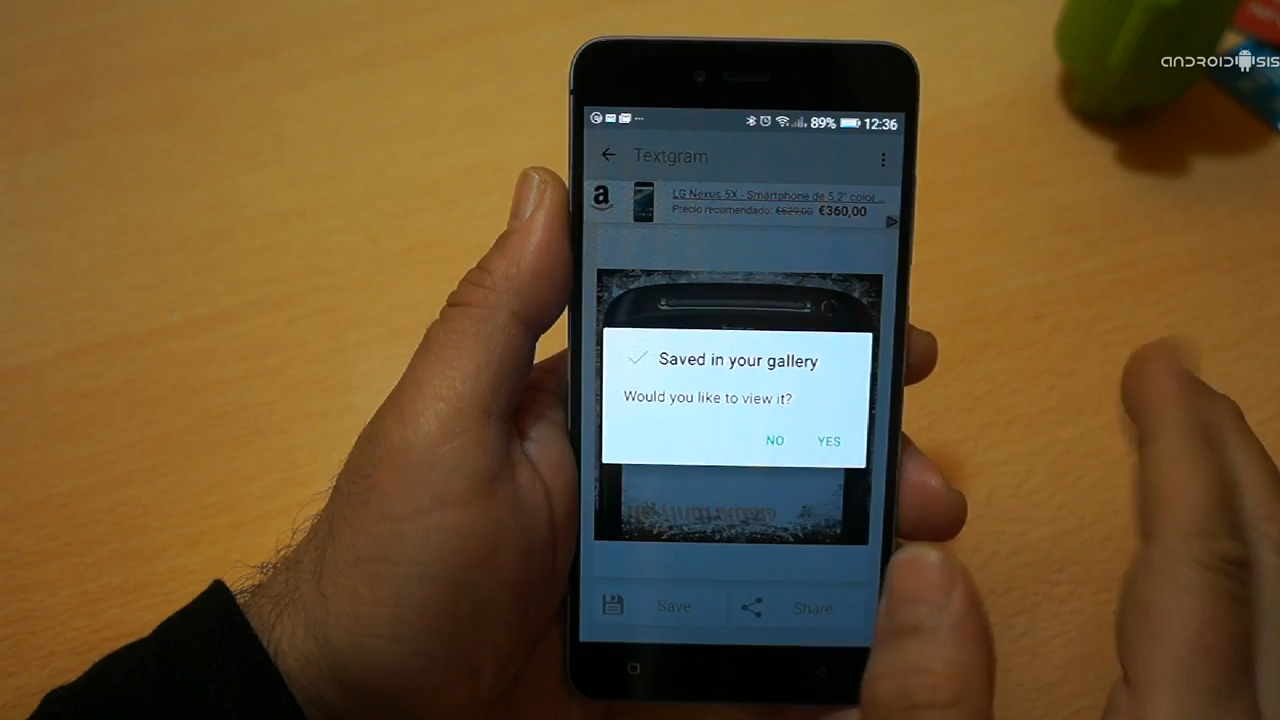 ANDROIDSIS
89% 12:36
Textgram
a LG Nexus 5X - Smartphone de 5.2" color ...
Precio recomendado: €529,00 €360,00
Saved in your gallery
Would you like to view it?
NO YES
Save Share